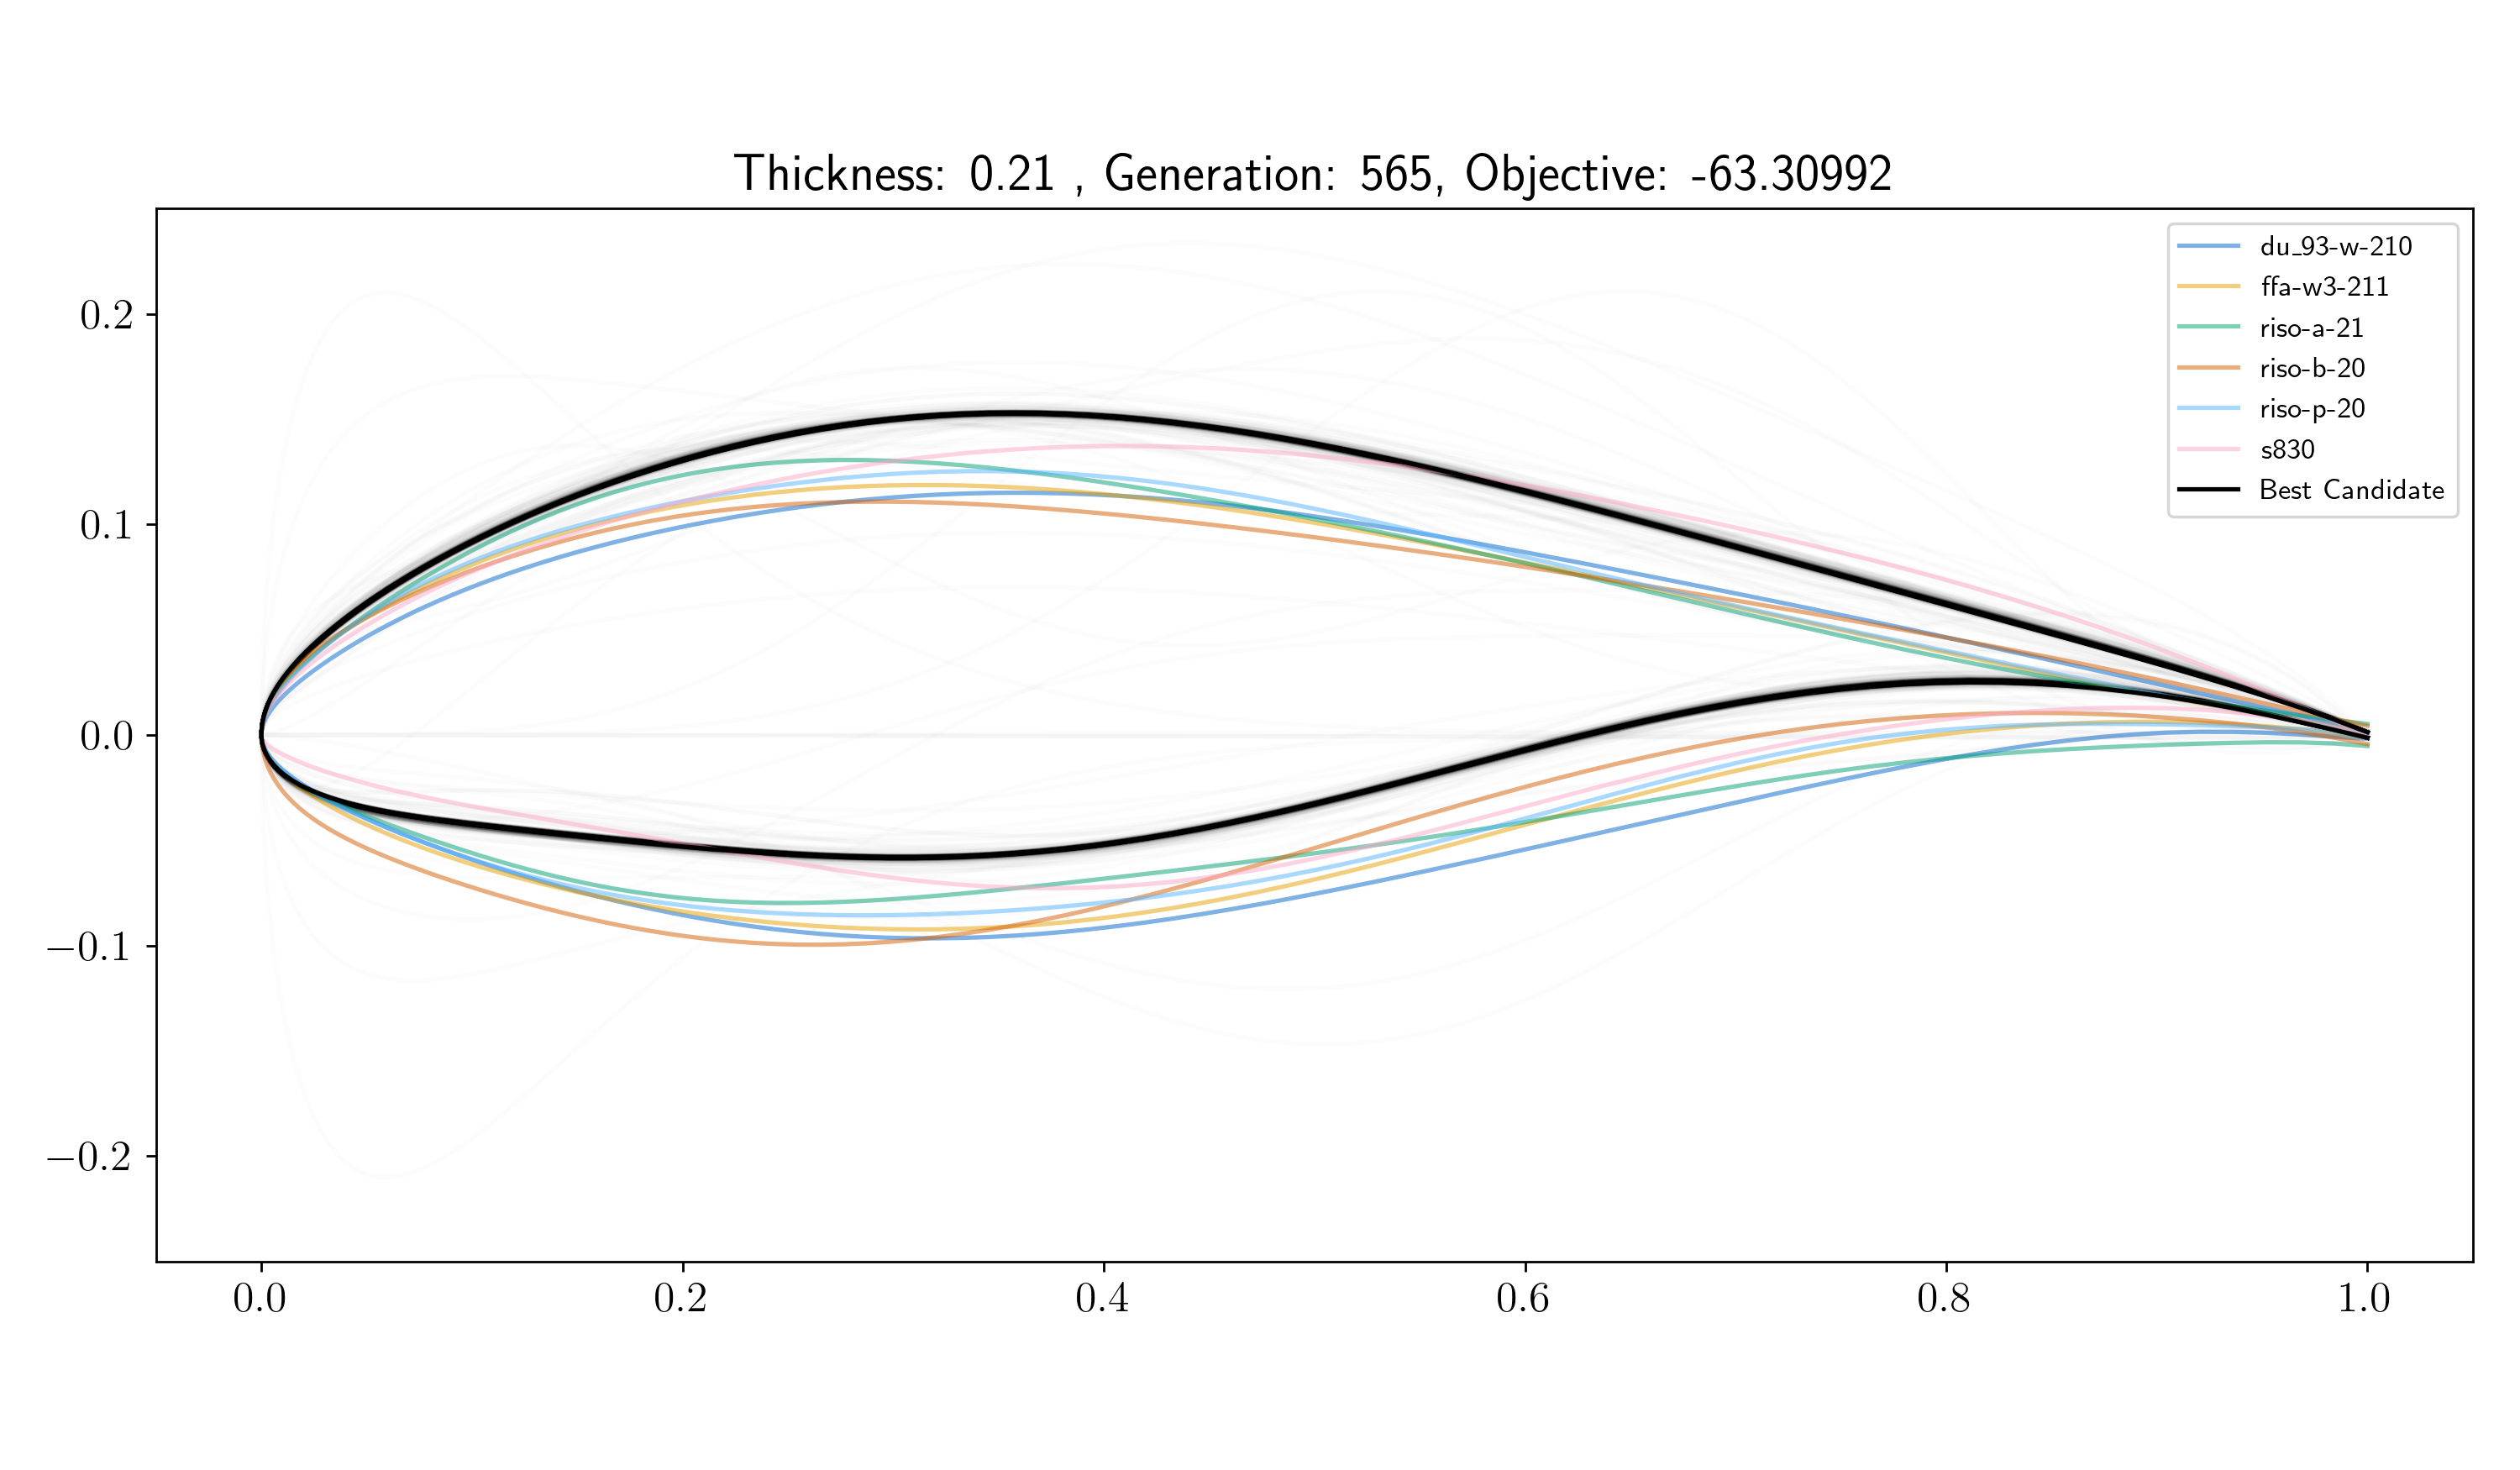 Thickness: 0.21 , Generation: 565, Objective: -63.30992
du_93-w-210
ffa-w3-211
riso-a-21
riso-b-20
riso-p-20
s830
Best Candidate
0.2
0.1
0.0
−0.1
−0.2
0.0 0.2 0.4 0.6 0.8 1.0